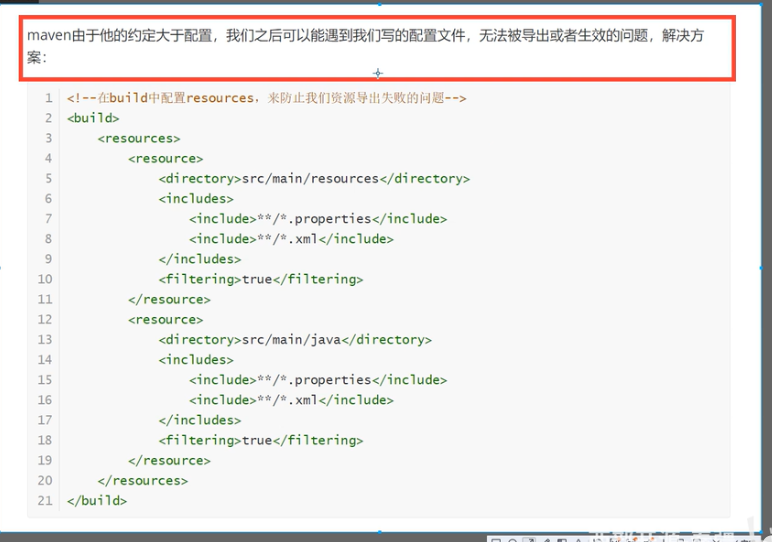 maven由于他的约定大于配置，我们之后可以能遇到我们写的配置文件，无法被导出或者生效的问题，解决方
案：
1 <!--在build中配置resources，来防止我们资源导出失败的问题-->
2 <build>
3     <resources>
4         <resource>
5             <directory>src/main/resources</directory>
6             <includes>
7                 <include>**/*.properties</include>
8                 <include>**/*.xml</include>
9             </includes>
10             <filtering>true</filtering>
11         </resource>
12         <resource>
13             <directory>src/main/java</directory>
14             <includes>
15                 <include>**/*.properties</include>
16                 <include>**/*.xml</include>
17             </includes>
18             <filtering>true</filtering>
19         </resource>
20     </resources>
21 </build>